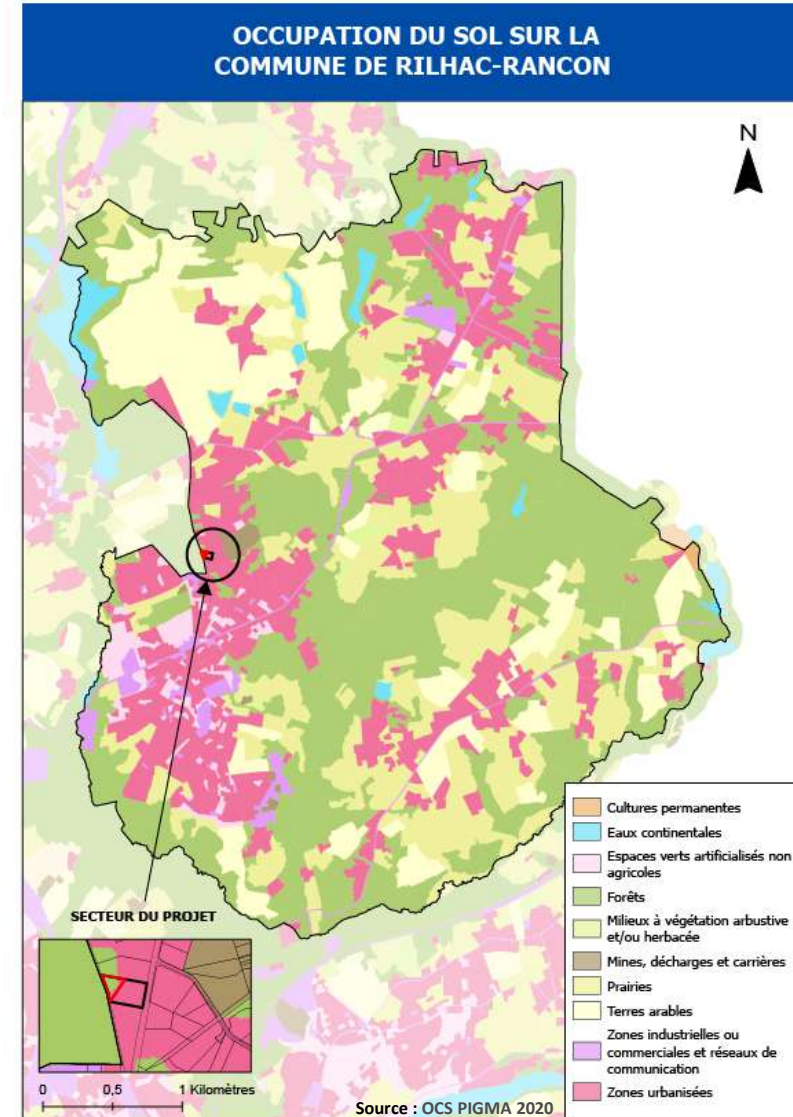 OCCUPATION DU SOL SUR LA
COMMUNE DE RILHAC-RANCON
N
SECTEUR DU PROJET
0 0,5 1 Kilomètres
Source : OCS PIGMA 2020
Cultures permanentes
Eaux continentales
Espaces verts artificialisés non
agricoles
Forêts
Milieux à végétation arbustive
et/ou herbacée
Mines, décharges et carrières
Prairies
Terres arables
Zones industrielles ou
commerciales et réseaux de
communication
Zones urbanisées